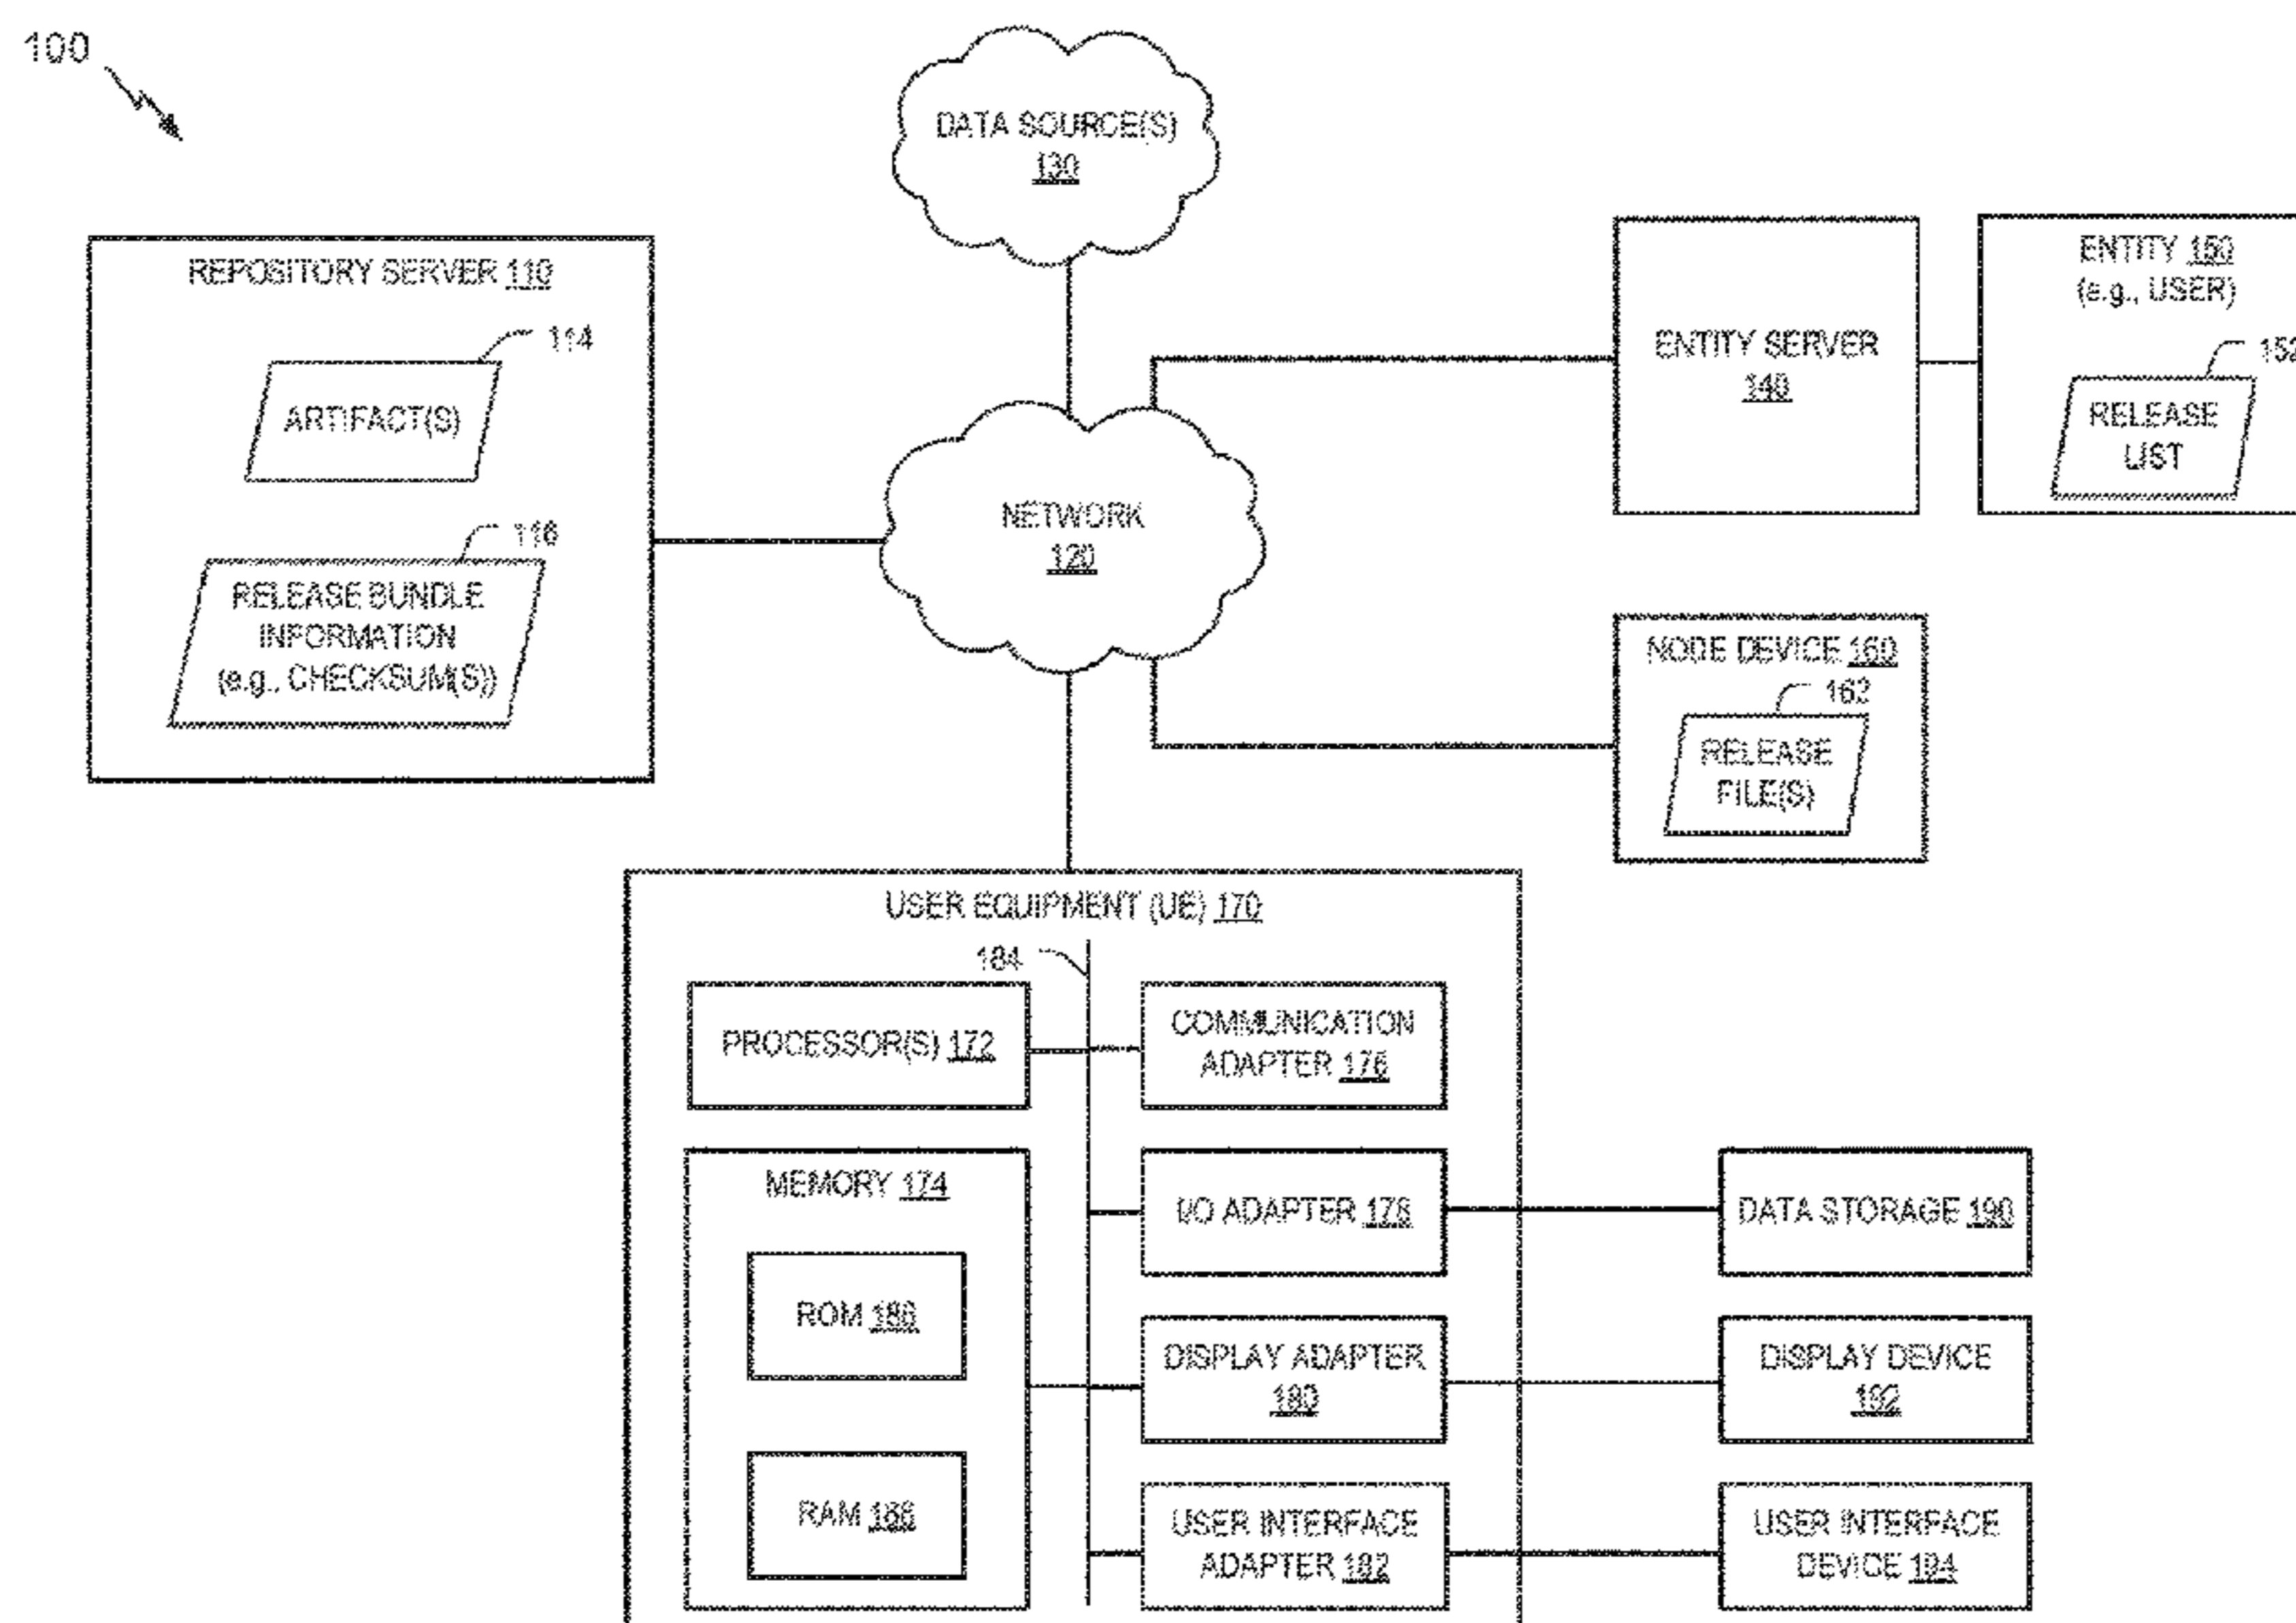 100
DATA SOURCE(S)
130
REPOSITORY SERVER 110
114
ARTIFACT(S)
116
RELEASE BUNDLE
INFORMATION
(e.g., CHECKSUM(S))
NETWORK
120
ENTITY SERVER
140
ENTITY 150
(e.g., USER)
152
RELEASE
LIST
NODE DEVICE 160
162
RELEASE
FILE(S)
USER EQUIPMENT (UE) 170
184
PROCESSOR(S) 172
COMMUNICATION
ADAPTER 176
MEMORY 174
ROM 186
RAM 188
I/O ADAPTER 178
DISPLAY ADAPTER
180
USER INTERFACE
ADAPTER 182
DATA STORAGE 190
DISPLAY DEVICE
192
USER INTERFACE
DEVICE 194